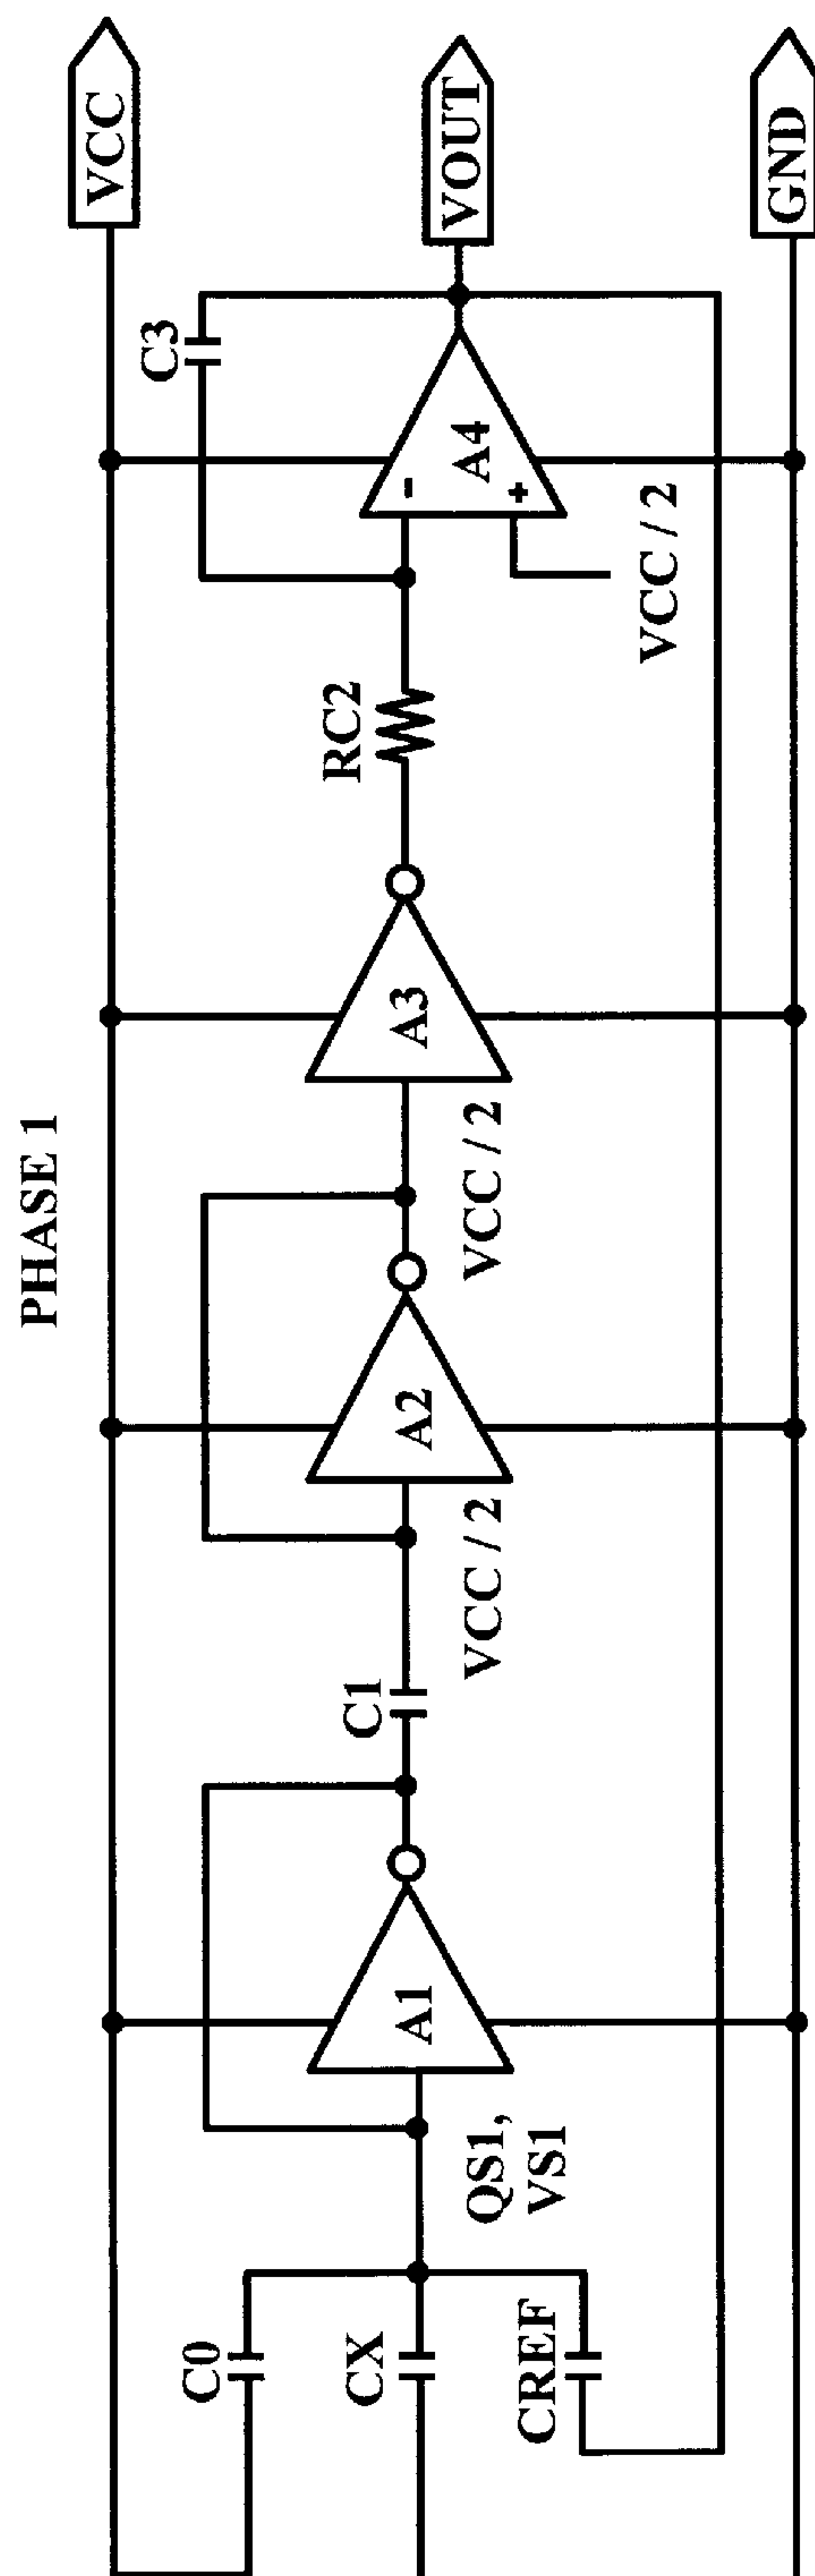 PHASE 1
VCC
C3
VOUT
GND
A4
-
+
VCC / 2
RC2
A3
VCC / 2
A2
VCC / 2
C1
A1
QS1,
VS1
C0
CX
CREF